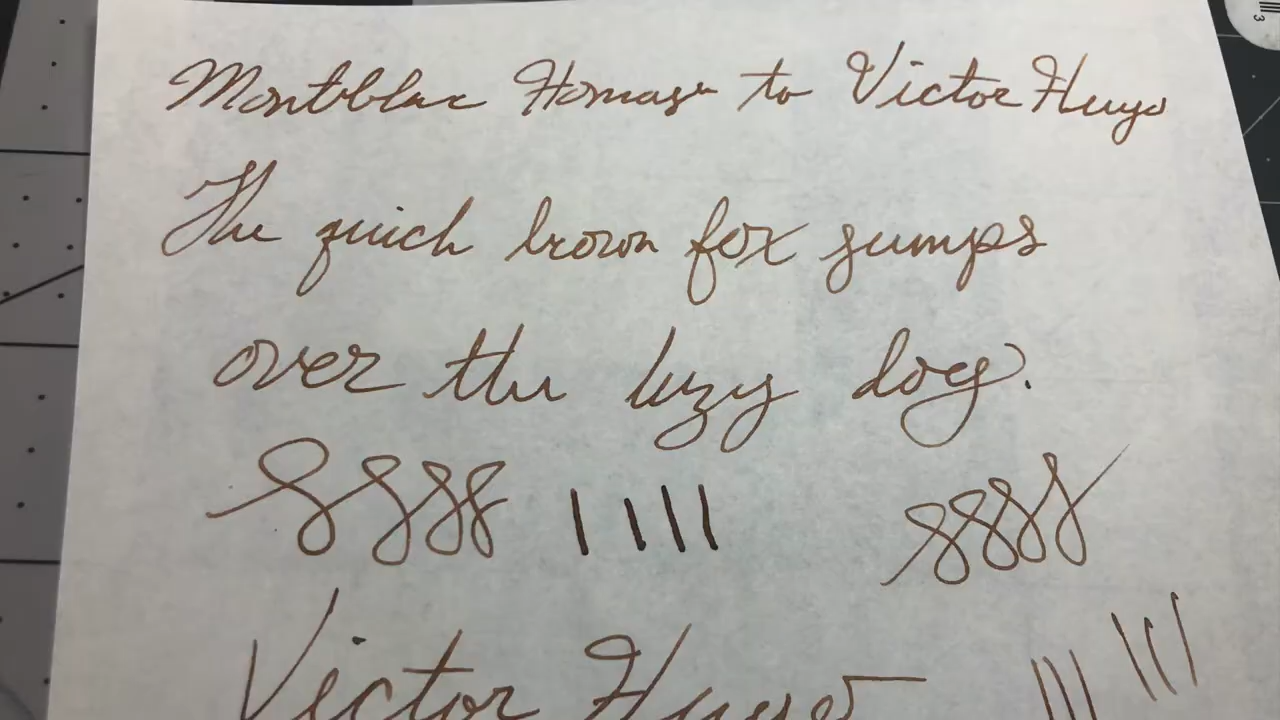 Montblanc Homage to Victor Hugo
The quick brown fox jumps
over the lazy dog.
Victor Hugo